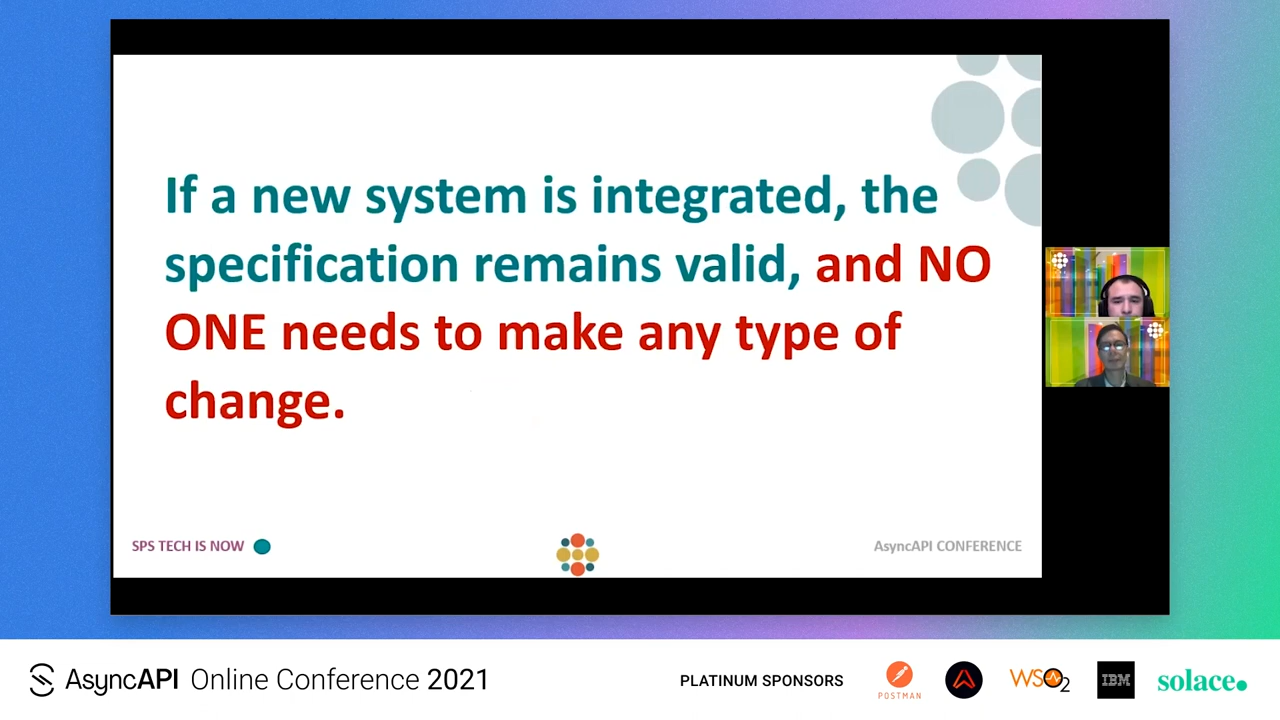 If a new system is integrated, the
specification remains valid, and NO
ONE needs to make any type of
change.
SPS TECH IS NOW
AsyncAPI CONFERENCE
AsyncAPI Online Conference 2021
PLATINUM SPONSORS
POSTMAN
WSO2
IBM
solace.